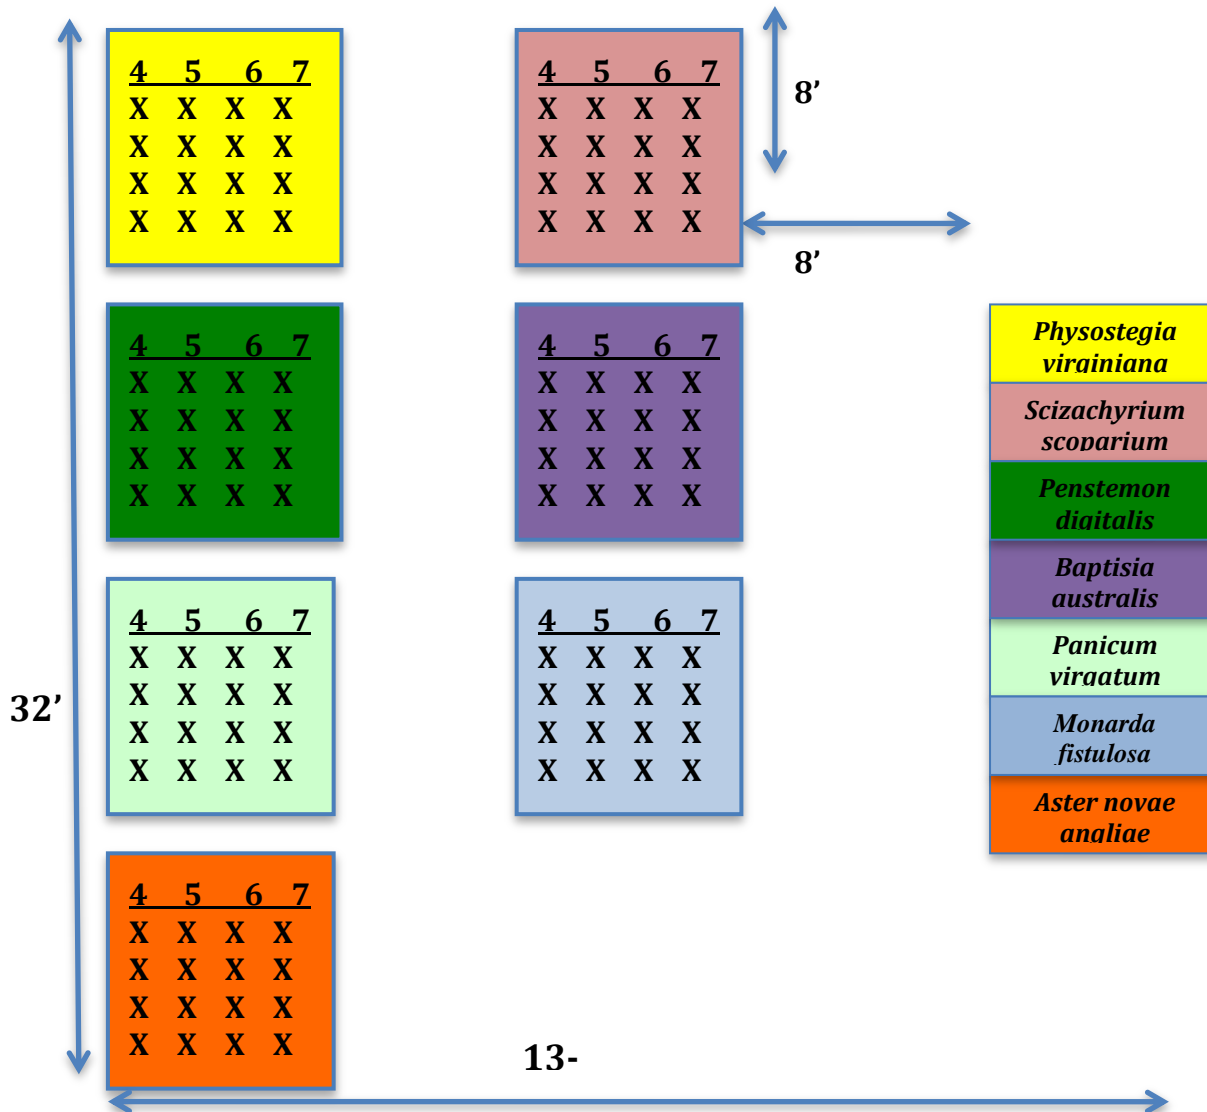 4 5 6 7
X X X X
X X X X
X X X X
X X X X
4 5 6 7
X X X X
X X X X
X X X X
X X X X
8’
8’
4 5 6 7
X X X X
X X X X
X X X X
X X X X
4 5 6 7
X X X X
X X X X
X X X X
X X X X
4 5 6 7
X X X X
X X X X
X X X X
X X X X
4 5 6 7
X X X X
X X X X
X X X X
X X X X
4 5 6 7
X X X X
X X X X
X X X X
X X X X
32’
13-
Physostegia
virginiana
Scizachyrium
scoparium
Penstemon
digitalis
Baptisia
australis
Panicum
virgatum
Monarda
fistulosa
Aster novae
angliae